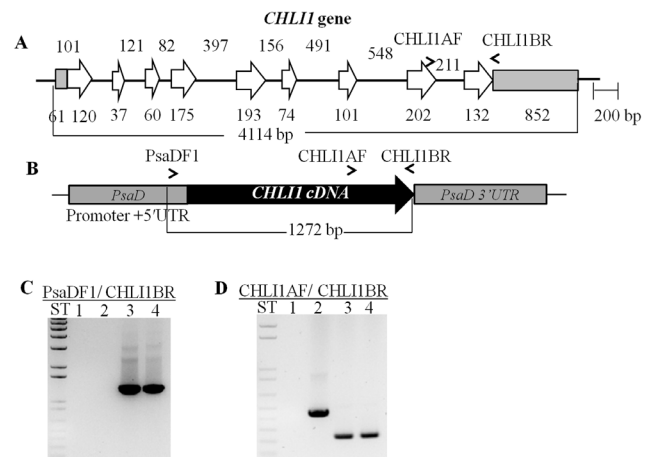 CHLI1 gene
A
101 121 82 397 156 491 548 CHLI1AF 211 CHLI1BR
61 120 37 60 175 193 74 101 202 132 852 200 bp
4114 bp
B PsaDF1 CHLI1AF CHLI1BR
PsaD CHLI1 cDNA PsaD 3'UTR
Promoter +5'UTR
1272 bp
C PsaDF1/CHLI1BR D CHLI1AF/ CHLI1BR
ST 1 2 3 4 ST 1 2 3 4